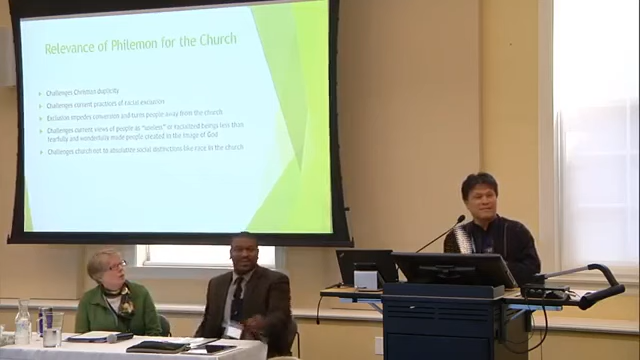 Relevance of Philemon for the Church
Challenges Christian duplicity
Challenges current practices of racial exclusion
Exclusion impedes conversion and turns people away from the church
Challenges current views of people as "soulless" or racialized beings less than
fearfully and wonderfully made people created in the image of God
Challenges church not to absolutize social distinctions like race in the church